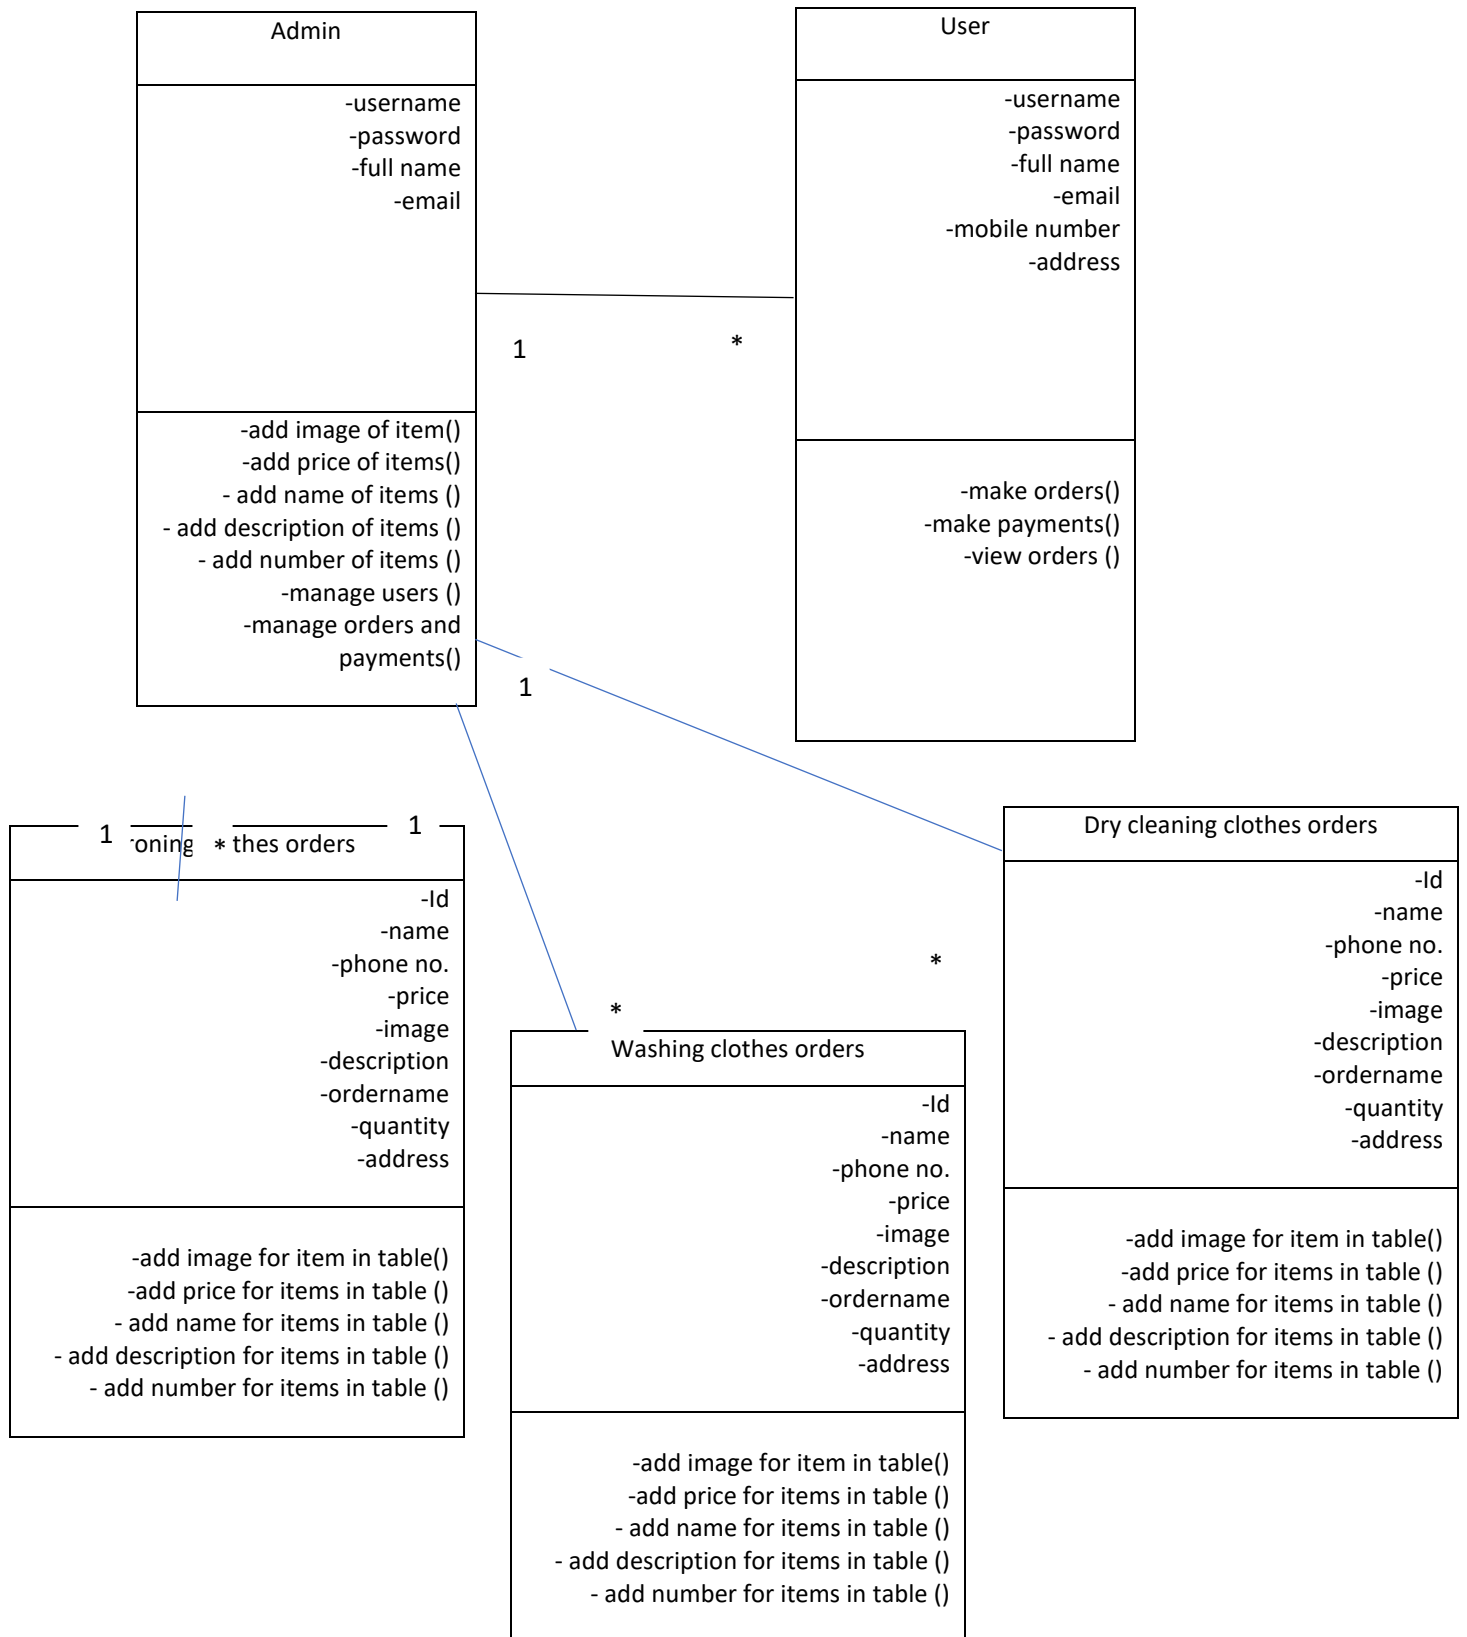 Admin
-username
-password
-full name
-email
-add image of item()
-add price of items()
- add name of items ()
- add description of items ()
- add number of items ()
-manage users ()
-manage orders and
payments()
1
*
User
-username
-password
-full name
-email
-mobile number
-address
-make orders()
-make payments()
-view orders ()
1
1
*
1
orders
-Id
-name
-phone no.
-price
-image
-description
-ordername
-quantity
-address
-add image for item in table()
-add price for items in table ()
- add name for items in table ()
- add description for items in table ()
- add number for items in table ()
*
Washing clothes orders
-Id
-name
-phone no.
-price
-image
-description
-ordername
-quantity
-address
-add image for item in table()
-add price for items in table ()
- add name for items in table ()
- add description for items in table ()
- add number for items in table ()
*
Dry cleaning clothes orders
-Id
-name
-phone no.
-price
-image
-description
-ordername
-quantity
-address
-add image for item in table()
-add price for items in table ()
- add name for items in table ()
- add description for items in table ()
- add number for items in table ()